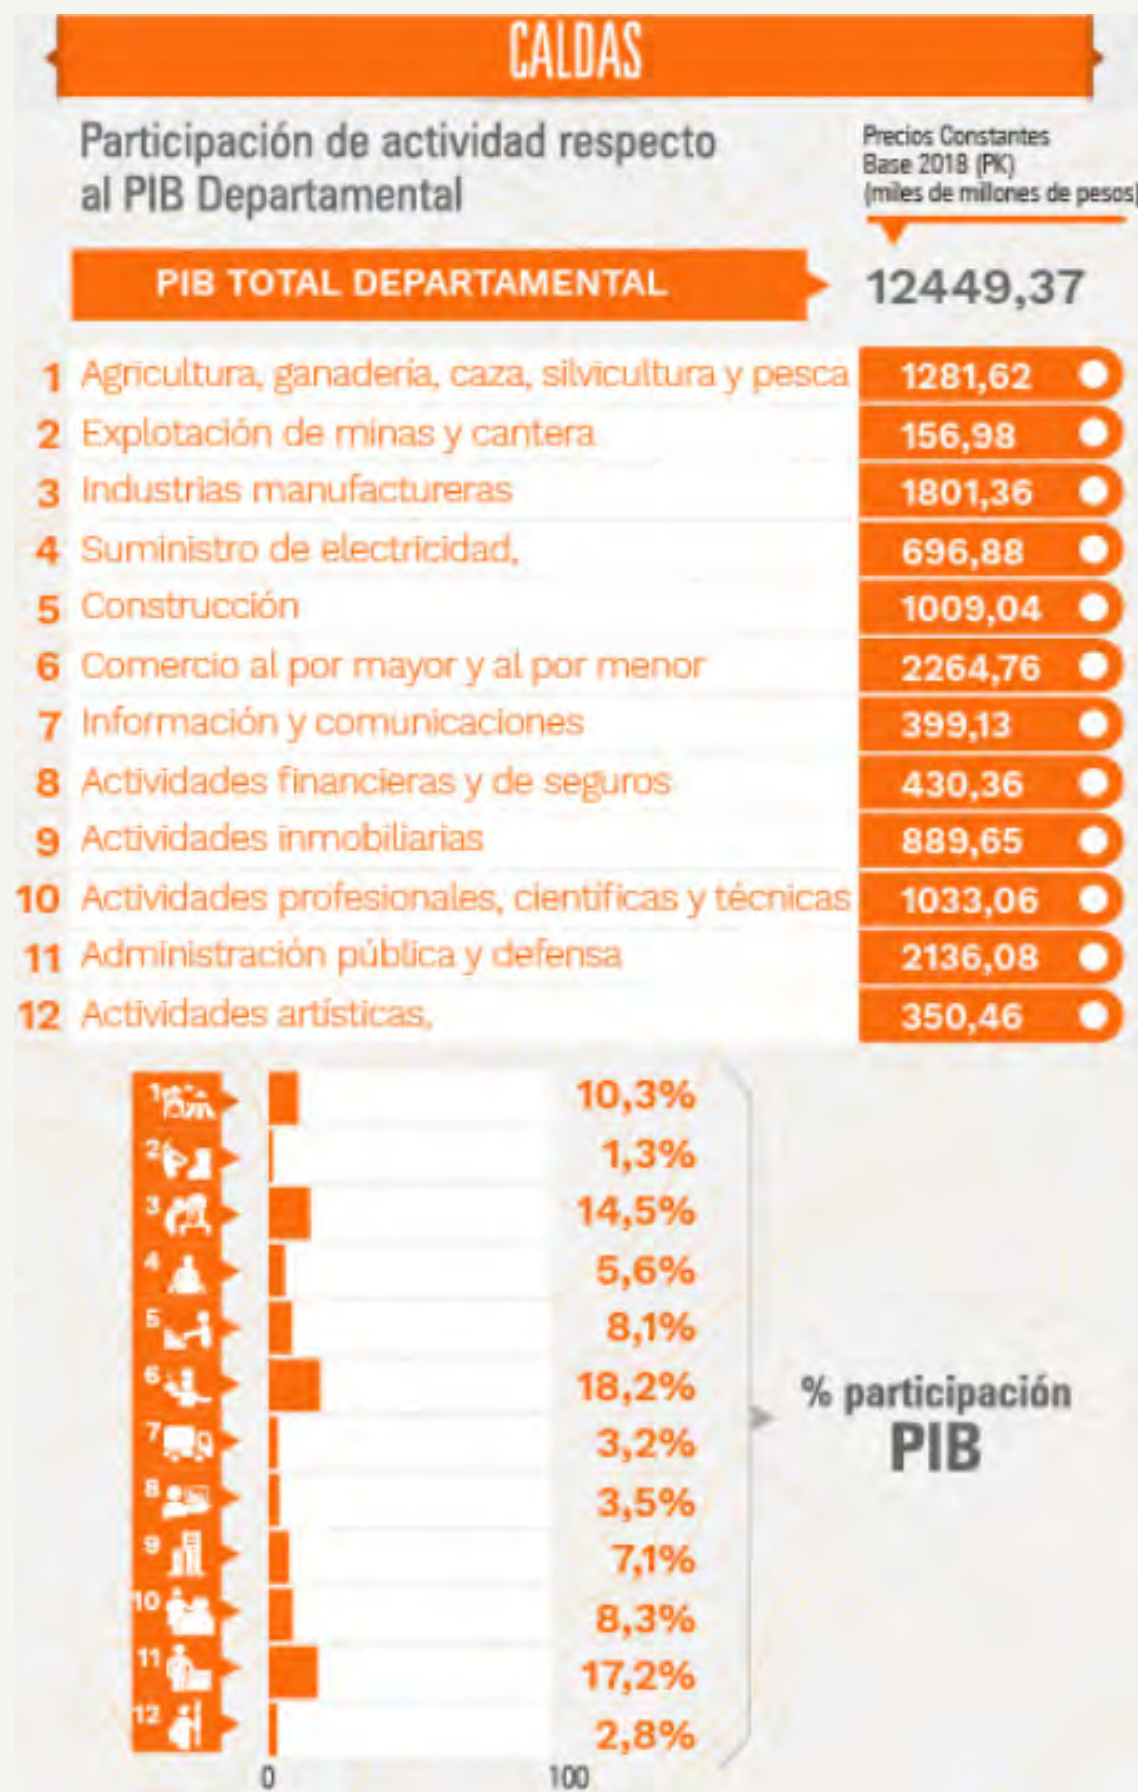 CALDAS
Participación de actividad respecto
al PIB Departamental
Precios Constantes
Base 2018 (PK)
(miles de millones de pesos)
PIB TOTAL DEPARTAMENTAL 12449,37
1 Agricultura, ganadería, caza, silvicultura y pesca 1281,62
2 Explotación de minas y cantera 156,98
3 Industrias manufactureras 1801,36
4 Suministro de electricidad, 696,88
5 Construcción 1009,04
6 Comercio al por mayor y al por menor 2264,76
7 Información y comunicaciones 399,13
8 Actividades financieras y de seguros 430,36
9 Actividades inmobiliarias 889,65
10 Actividades profesionales, científicas y técnicas 1033,06
11 Administración pública y defensa 2136,08
12 Actividades artísticas, 350,46
1 10,3%
2 1,3%
3 14,5%
4 5,6%
5 8,1%
6 18,2%
7 3,2%
8 3,5%
9 7,1%
10 8,3%
11 17,2%
12 2,8%
% participación
PIB
0 100